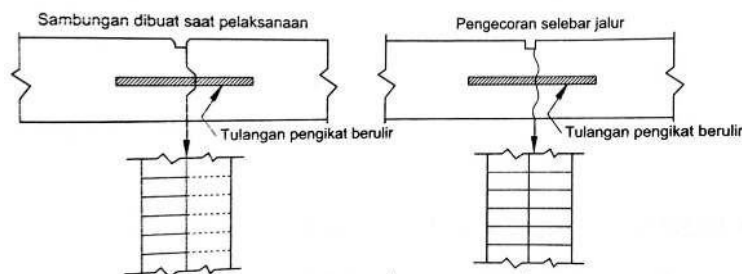 Sambungan dibuat saat pelaksanaan
Pengecoran selebar jalur
Tulangan pengikat berulir
Tulangan pengikat berulir